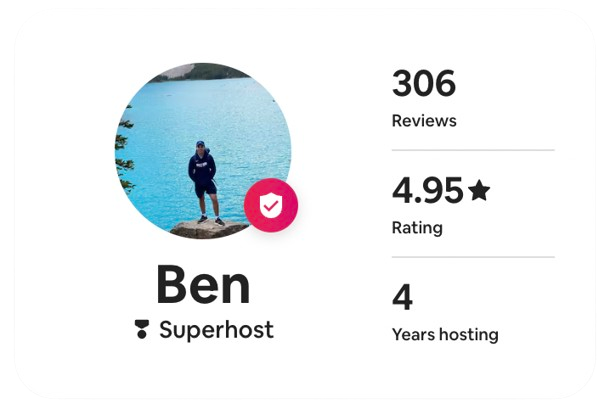 306
Reviews
4.95★
Rating
4
Years hosting
Ben
Superhost